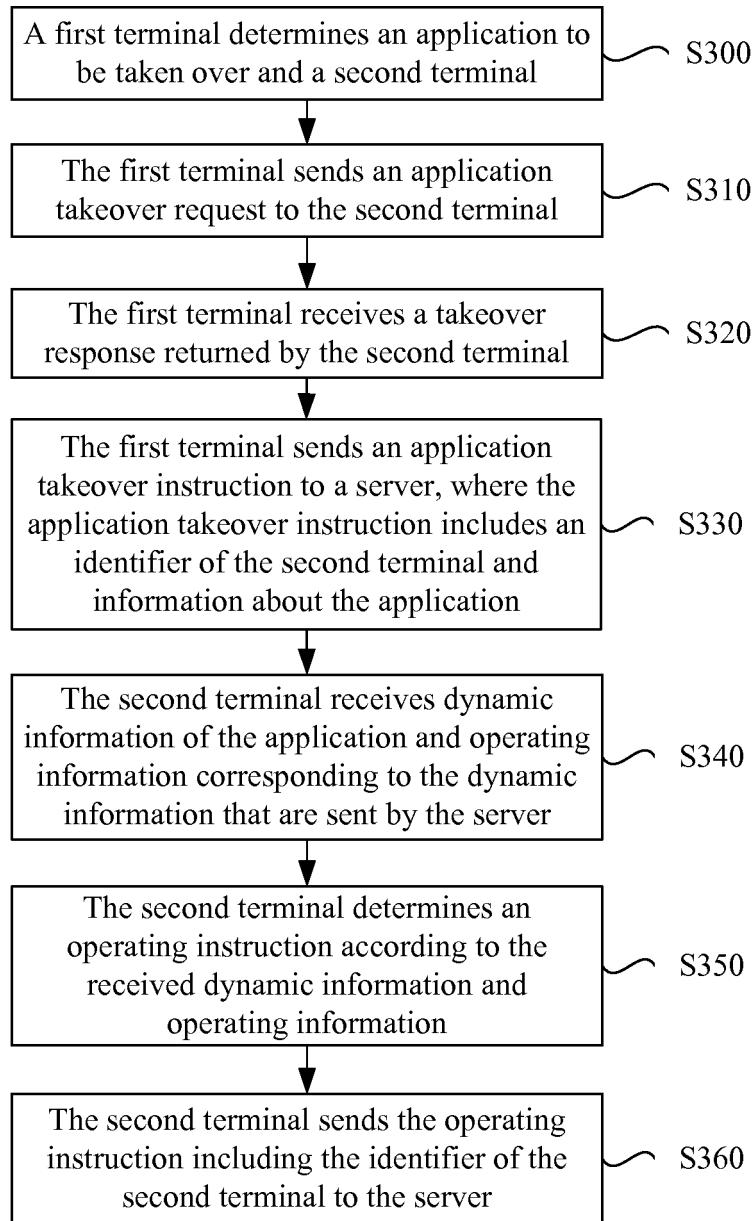 A first terminal determines an application to
be taken over and a second terminal
S300
The first terminal sends an application
takeover request to the second terminal
S310
The first terminal receives a takeover
response returned by the second terminal
S320
The first terminal sends an application
takeover instruction to a server, where the
application takeover instruction includes an
identifier of the second terminal and
information about the application
S330
The second terminal receives dynamic
information of the application and operating
information corresponding to the dynamic
information that are sent by the server
S340
The second terminal determines an
operating instruction according to the
received dynamic information and
operating information
S350
The second terminal sends the operating
instruction including the identifier of the
second terminal to the server
S360